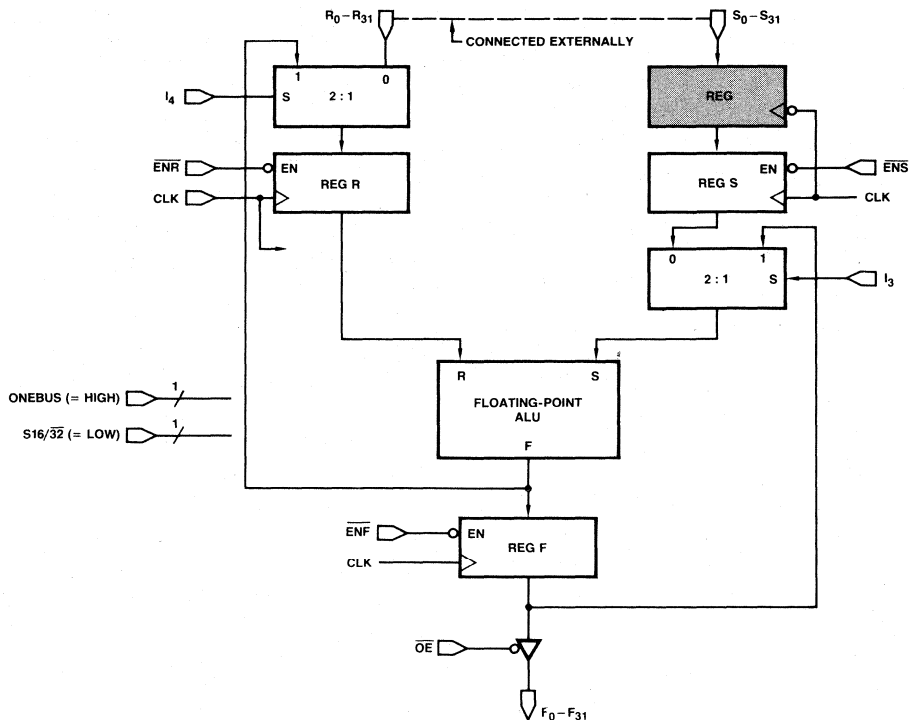 R0–R31
S0–S31
CONNECTED EXTERNALLY
1
0
I4
S
2 : 1
REG
ENR
EN
REG R
CLK
EN
REG S
ENS
CLK
0
1
2 : 1
S
I3
R
S
FLOATING-POINT
ALU
F
ONEBUS (= HIGH)
1
S16/32 (= LOW)
1
ENF
EN
REG F
CLK
OE
F0–F31